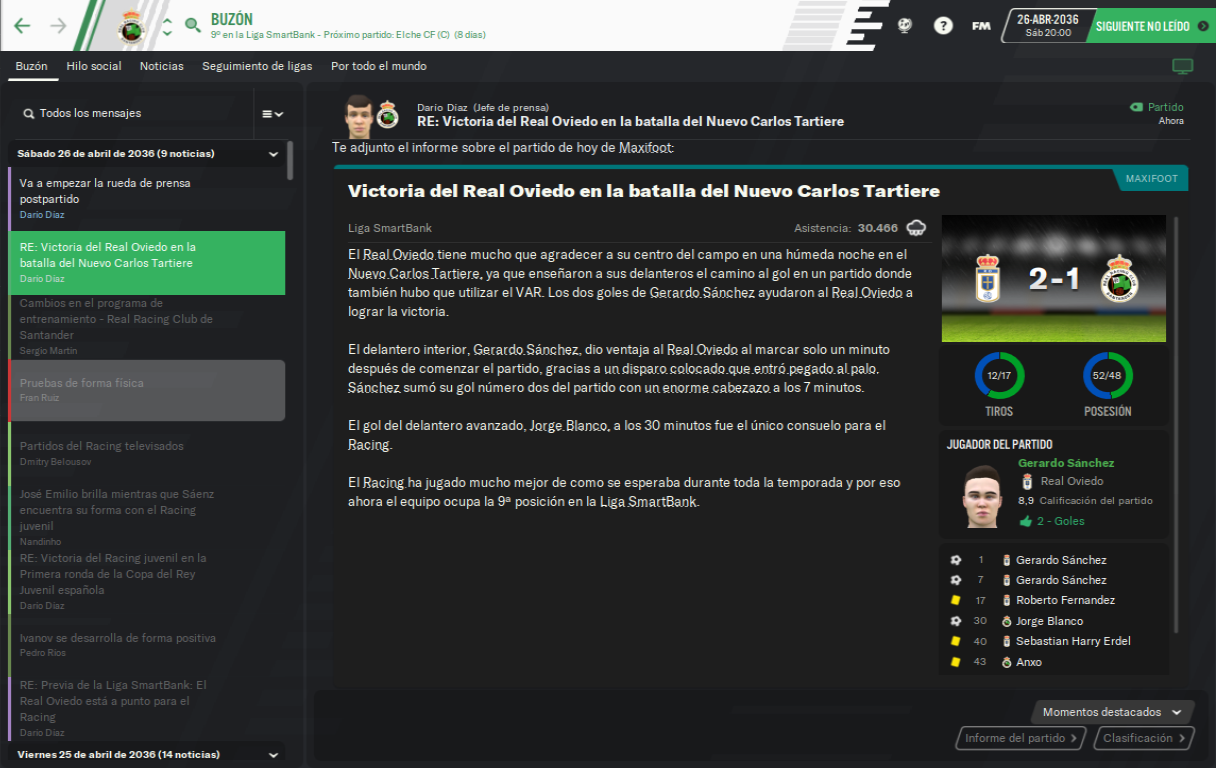 BUZÓN
9º en la Liga SmartBank - Próximo partido: Elche CF (C) (8 días)
?
FM
26-ABR-2036
Sáb 20:00
SIGUIENTE NO LEÍDO
Buzón
Hilo social
Noticias
Seguimiento de ligas
Por todo el mundo
Todos los mensajes
Sábado 26 de abril de 2036 (9 noticias)
Va a empezar la rueda de prensa
postpartido
Darío Díaz
RE: Victoria del Real Oviedo en la
batalla del Nuevo Carlos Tartiere
Darío Díaz
Cambios en el programa de
entrenamiento - Real Racing Club de
Santander
Sergio Martín
Pruebas de forma física
Fran Ruiz
Partidos del Racing televisados
Dmitry Belousov
José Emilio brilla mientras que Sáenz
encuentra su forma con el Racing
juvenil
Nandinho
RE: Victoria del Racing juvenil en la
Primera ronda de la Copa del Rey
Juvenil española
Darío Díaz
Ivanov se desarrolla de forma positiva
Pedro Ríos
RE: Previa de la Liga SmartBank: El
Real Oviedo está a punto para el
Racing
Darío Díaz
Viernes 25 de abril de 2036 (14 noticias)
Darío Díaz (Jefe de prensa)
RE: Victoria del Real Oviedo en la batalla del Nuevo Carlos Tartiere
Partido
Ahora
Te adjunto el informe sobre el partido de hoy de Maxifoot:
MAXIFOOT
Victoria del Real Oviedo en la batalla del Nuevo Carlos Tartiere
Liga SmartBank
Asistencia: 30.466
El Real Oviedo tiene mucho que agradecer a su centro del campo en una húmeda noche en el
Nuevo Carlos Tartiere, ya que enseñaron a sus delanteros el camino al gol en un partido donde
también hubo que utilizar el VAR. Los dos goles de Gerardo Sánchez ayudaron al Real Oviedo a
lograr la victoria.
El delantero interior, Gerardo Sánchez, dio ventaja al Real Oviedo al marcar solo un minuto
después de comenzar el partido, gracias a un disparo colocado que entró pegado al palo.
Sánchez sumó su gol número dos del partido con un enorme cabezazo a los 7 minutos.
El gol del delantero avanzado, Jorge Blanco, a los 30 minutos fue el único consuelo para el
Racing.
El Racing ha jugado mucho mejor de como se esperaba durante toda la temporada y por eso
ahora el equipo ocupa la 9ª posición en la Liga SmartBank.
2-1
12/17
52/48
TIROS
POSESIÓN
JUGADOR DEL PARTIDO
Gerardo Sánchez
Real Oviedo
8,9 Calificación del partido
2 - Goles
1 Gerardo Sánchez
7 Gerardo Sánchez
17 Roberto Fernandez
30 Jorge Blanco
40 Sebastian Harry Erdel
43 Anxo
Momentos destacados
Informe del partido
Clasificación